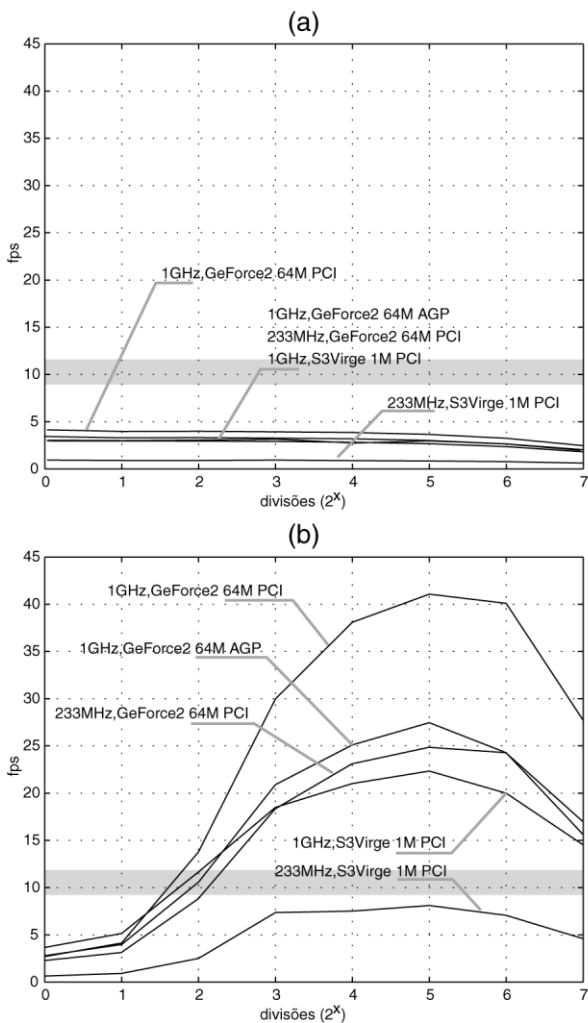 (a)
45
40
35
30
25
20
15
10
5
0
fps
1GHz,GeForce2 64M PCI
1GHz,GeForce2 64M AGP
233MHz,GeForce2 64M PCI
1GHz,S3Virge 1M PCI
233MHz,S3Virge 1M PCI
0 1 2 3 4 5 6 7
divisões (2^x)
(b)
45
40
35
30
25
20
15
10
5
0
fps
1GHz,GeForce2 64M PCI
1GHz,GeForce2 64M AGP
233MHz,GeForce2 64M PCI
1GHz,S3Virge 1M PCI
233MHz,S3Virge 1M PCI
0 1 2 3 4 5 6 7
divisões (2^x)